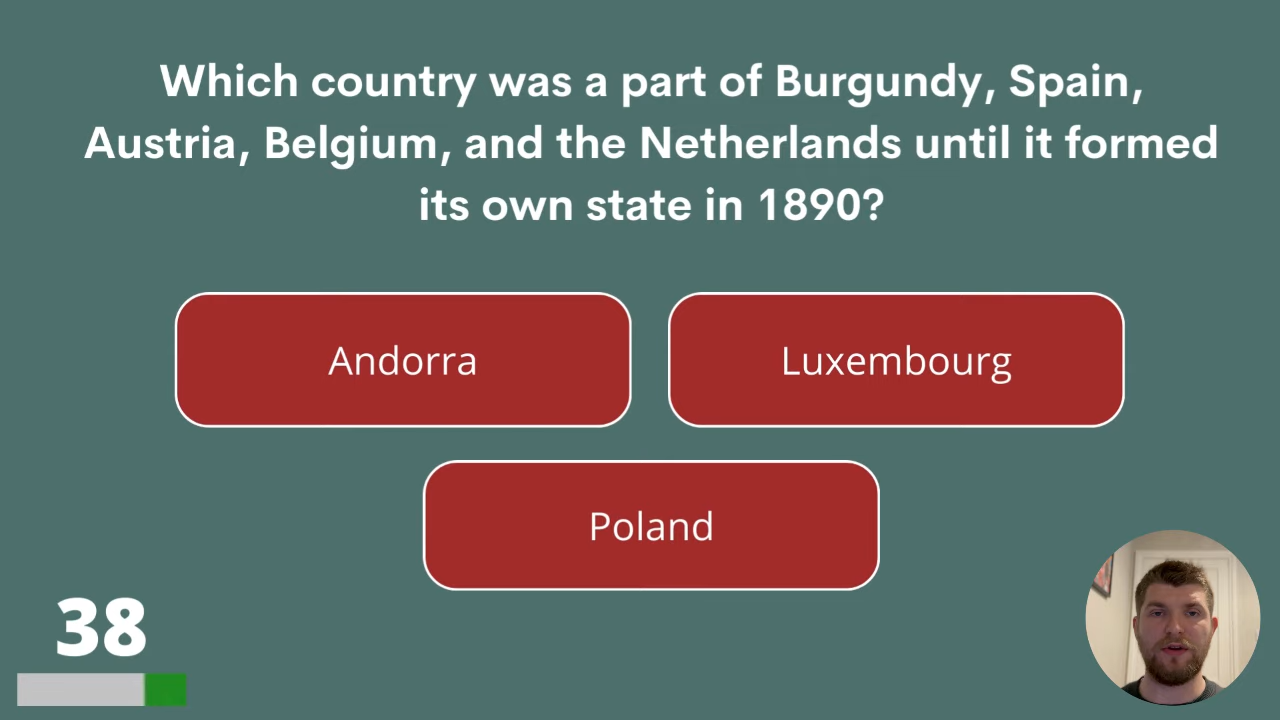 Which country was a part of Burgundy, Spain,
Austria, Belgium, and the Netherlands until it formed
its own state in 1890?
Andorra
Luxembourg
Poland
38